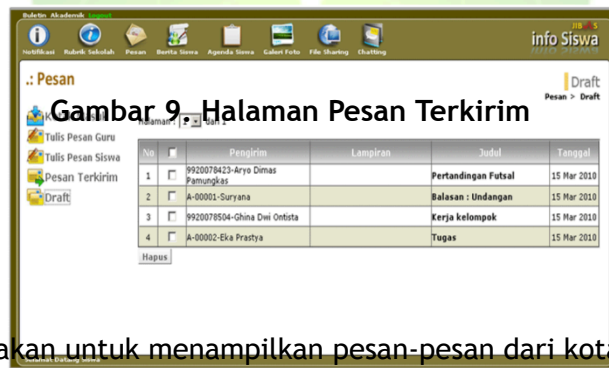 Buletin Akademik Logout
Notifikasi Rubrik Sekolah Pesan Berita Siswa Agenda Siswa Galeri Foto File Sharing Chatting
JIBAS
info Siswa
.: Pesan
Draft
Pesan > Draft
Gambar 9. Halaman Pesan Terkirim
Tulis Pesan Guru
Tulis Pesan Siswa
Pesan Terkirim
Draft
No Pengirim Lampiran Judul Tanggal
1 9920078423-Aryo Dimas Pamungkas Pertandingan Futsal 15 Mar 2010
2 A-00001-Suryana Balasan : Undangan 15 Mar 2010
3 9920078504-Ghina Dwi Ontista Kerja kelompok 15 Mar 2010
4 A-00002-Eka Prastya Tugas 15 Mar 2010
Hapus
akan untuk menampilkan pesan-pesan dari kota